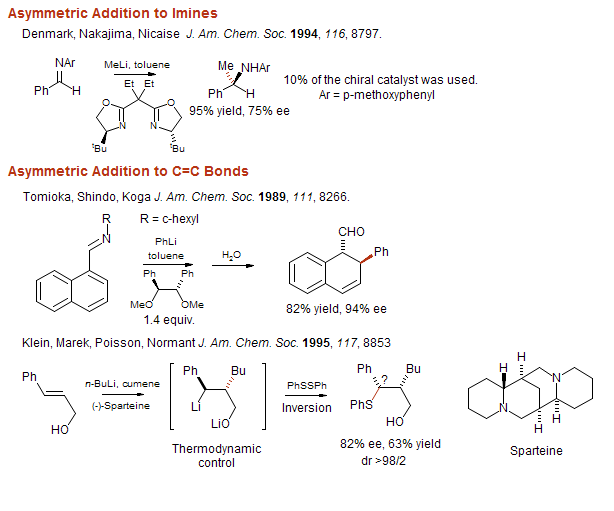 Asymmetric Addition to Imines
Denmark, Nakajima, Nicaise J. Am. Chem. Soc. 1994, 116, 8797.
NAr
Ph
H
MeLi, toluene
Et Et
O
O
N
N
tBu
tBu
Me
NHAr
Ph
H
95% yield, 75% ee
10% of the chiral catalyst was used.
Ar = p-methoxyphenyl
Asymmetric Addition to C=C Bonds
Tomioka, Shindo, Koga J. Am. Chem. Soc. 1989, 111, 8266.
R
N
R = c-hexyl
PhLi
toluene
Ph
Ph
MeO
OMe
1.4 equiv.
H2O
CHO
Ph
82% yield, 94% ee
Klein, Marek, Poisson, Normant J. Am. Chem. Soc. 1995, 117, 8853
Ph
HO
n-BuLi, cumene
(-)-Sparteine
Ph
Bu
Li
LiO
Thermodynamic
control
PhSSPh
Inversion
Ph
?
Bu
PhS
HO
82% ee, 63% yield
dr >98/2
H
H
N
N
H
H
Sparteine